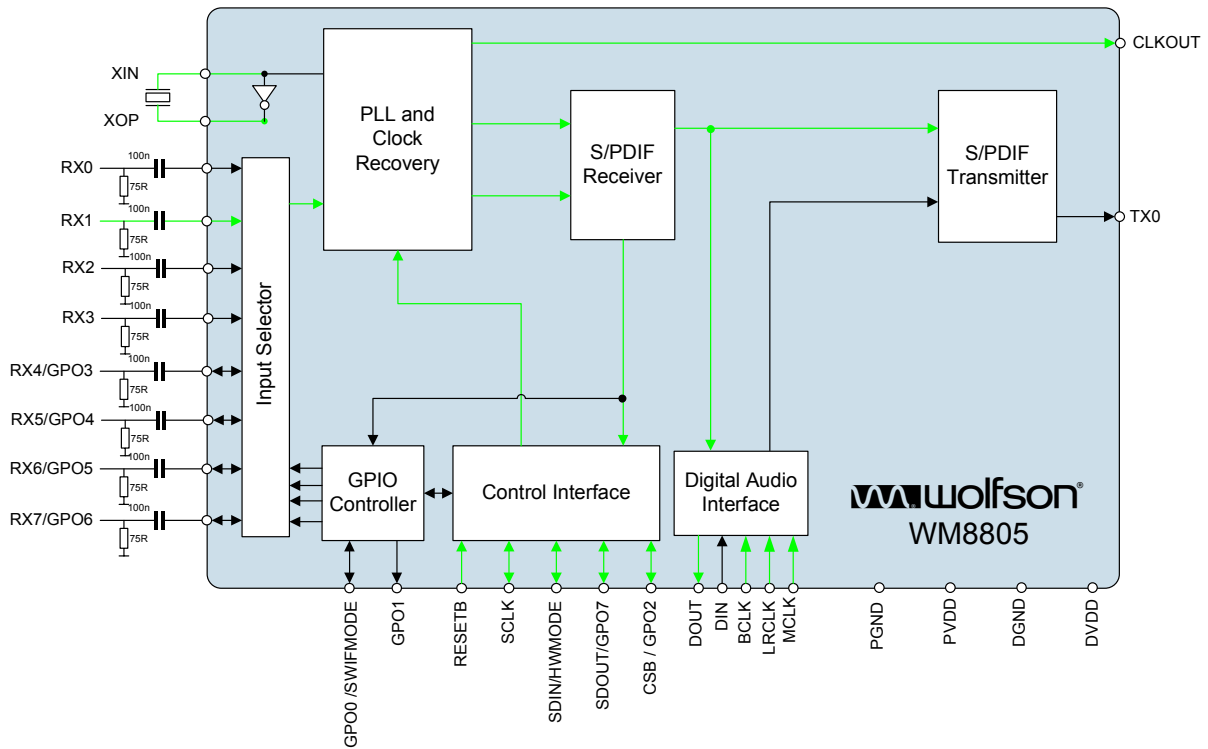 XIN
XOP
CLKOUT
PLL and
Clock
Recovery
S/PDIF
Receiver
S/PDIF
Transmitter
TX0
RX0
100n
75R
RX1
100n
75R
RX2
100n
75R
RX3
100n
75R
RX4/GPO3
100n
75R
RX5/GPO4
100n
75R
RX6/GPO5
100n
75R
RX7/GPO6
100n
75R
Input Selector
GPIO
Controller
Control Interface
Digital Audio
Interface
wolfson®
WM8805
GPO0 /SWIFMODE
GPO1
RESETB
SCLK
SDIN/HWMODE
SDOUT/GPO7
CSB / GPO2
DOUT
DIN
BCLK
LRCLK
MCLK
PGND
PVDD
DGND
DVDD